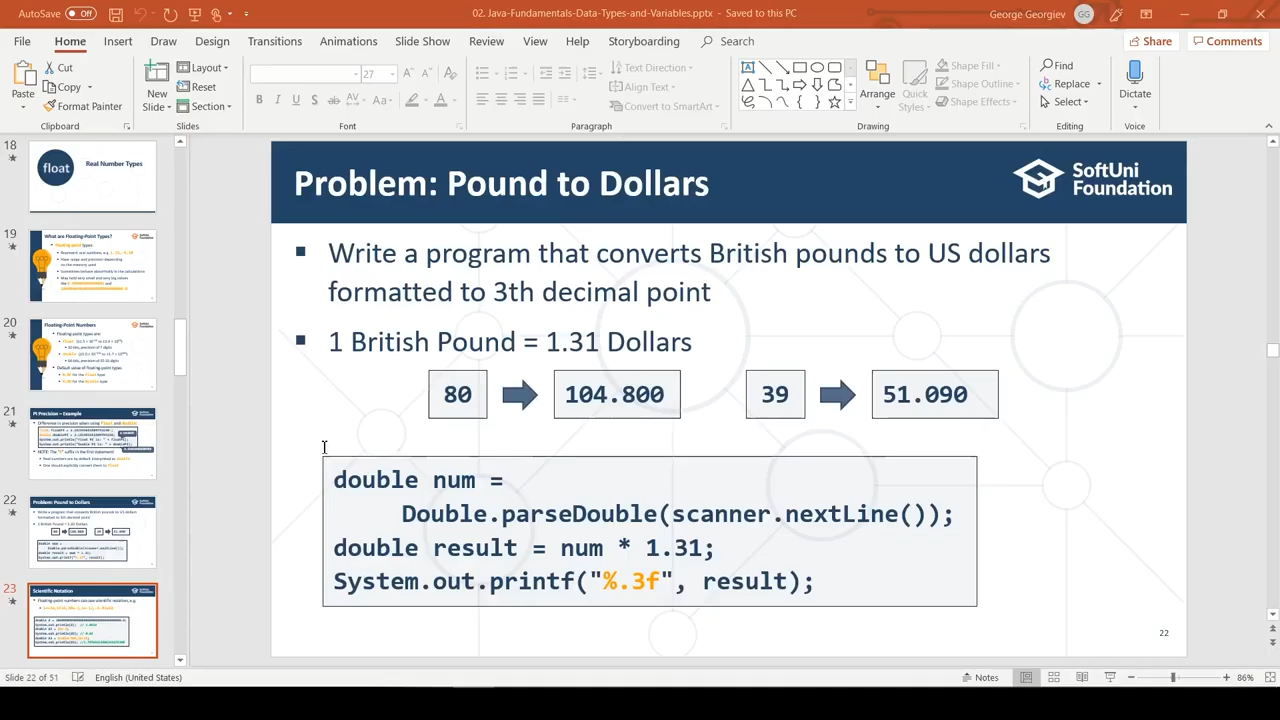 AutoSave Off
02. Java-Fundamentals-Data-Types-and-Variables.pptx - Saved to this PC
George Georgiev GG
File Home Insert Draw Design Transitions Animations Slide Show Review View Help Storyboarding Search Share Comments
Paste
Cut
Copy
Format Painter
Clipboard
New Slide
Layout
Reset
Section
Slides
27
Font
Text Direction
Align Text
Convert to SmartArt
Paragraph
Arrange
Quick Styles
Shape Fill
Shape Outline
Shape Effects
Drawing
Find
Replace
Select
Editing
Dictate
Voice
18
float
Real Number Types
19
What are Floating-Point Types?
20
Floating-Point Numbers
21
Pi Precision – Example
22
Problem: Pound to Dollars
23
Scientific Notation
Problem: Pound to Dollars
SoftUni
Foundation
Write a program that converts British pounds to US dollars
formatted to 3th decimal point
1 British Pound = 1.31 Dollars
80 104.800 39 51.090
double num =
Double.parseDouble(scanner.nextLine());
double result = num * 1.31;
System.out.printf("%.3f", result);
22
Slide 22 of 51 English (United States) Notes 86%